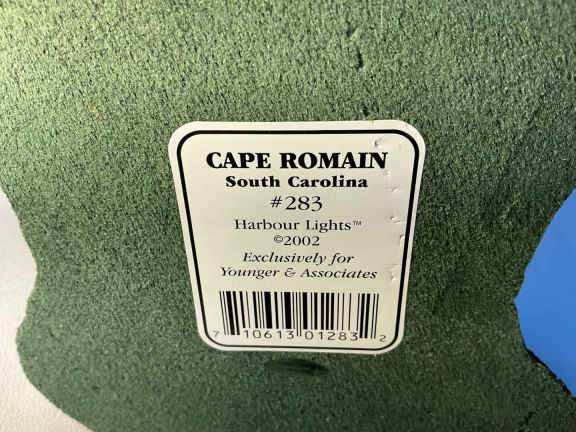 CAPE ROMAIN
South Carolina
#283
Harbour Lights™
©2002
Exclusively for
Younger & Associates
7 10613 01283 2